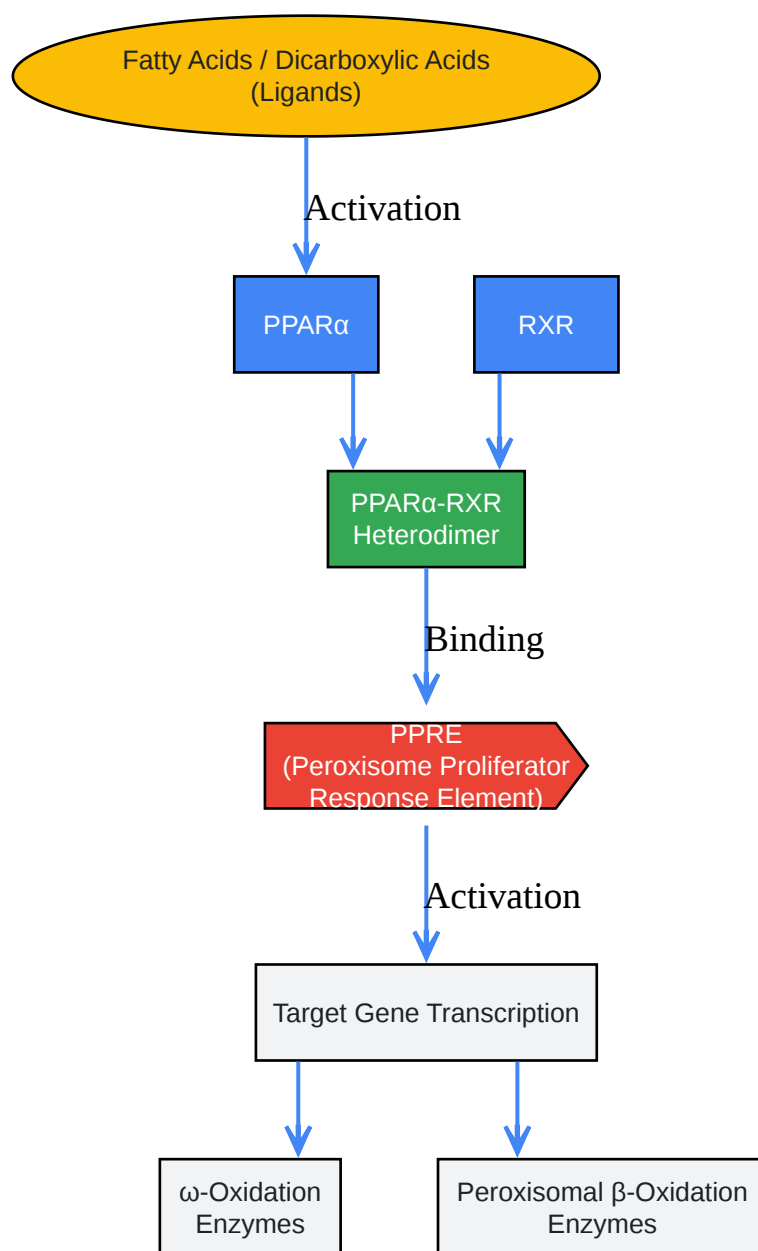 Fatty Acids / Dicarboxylic Acids
(Ligands)
Activation
PPARα
RXR
PPARα-RXR
Heterodimer
Binding
PPRE
(Peroxisome Proliferator
Response Element)
Activation
Target Gene Transcription
ω-Oxidation
Enzymes
Peroxisomal β-Oxidation
Enzymes